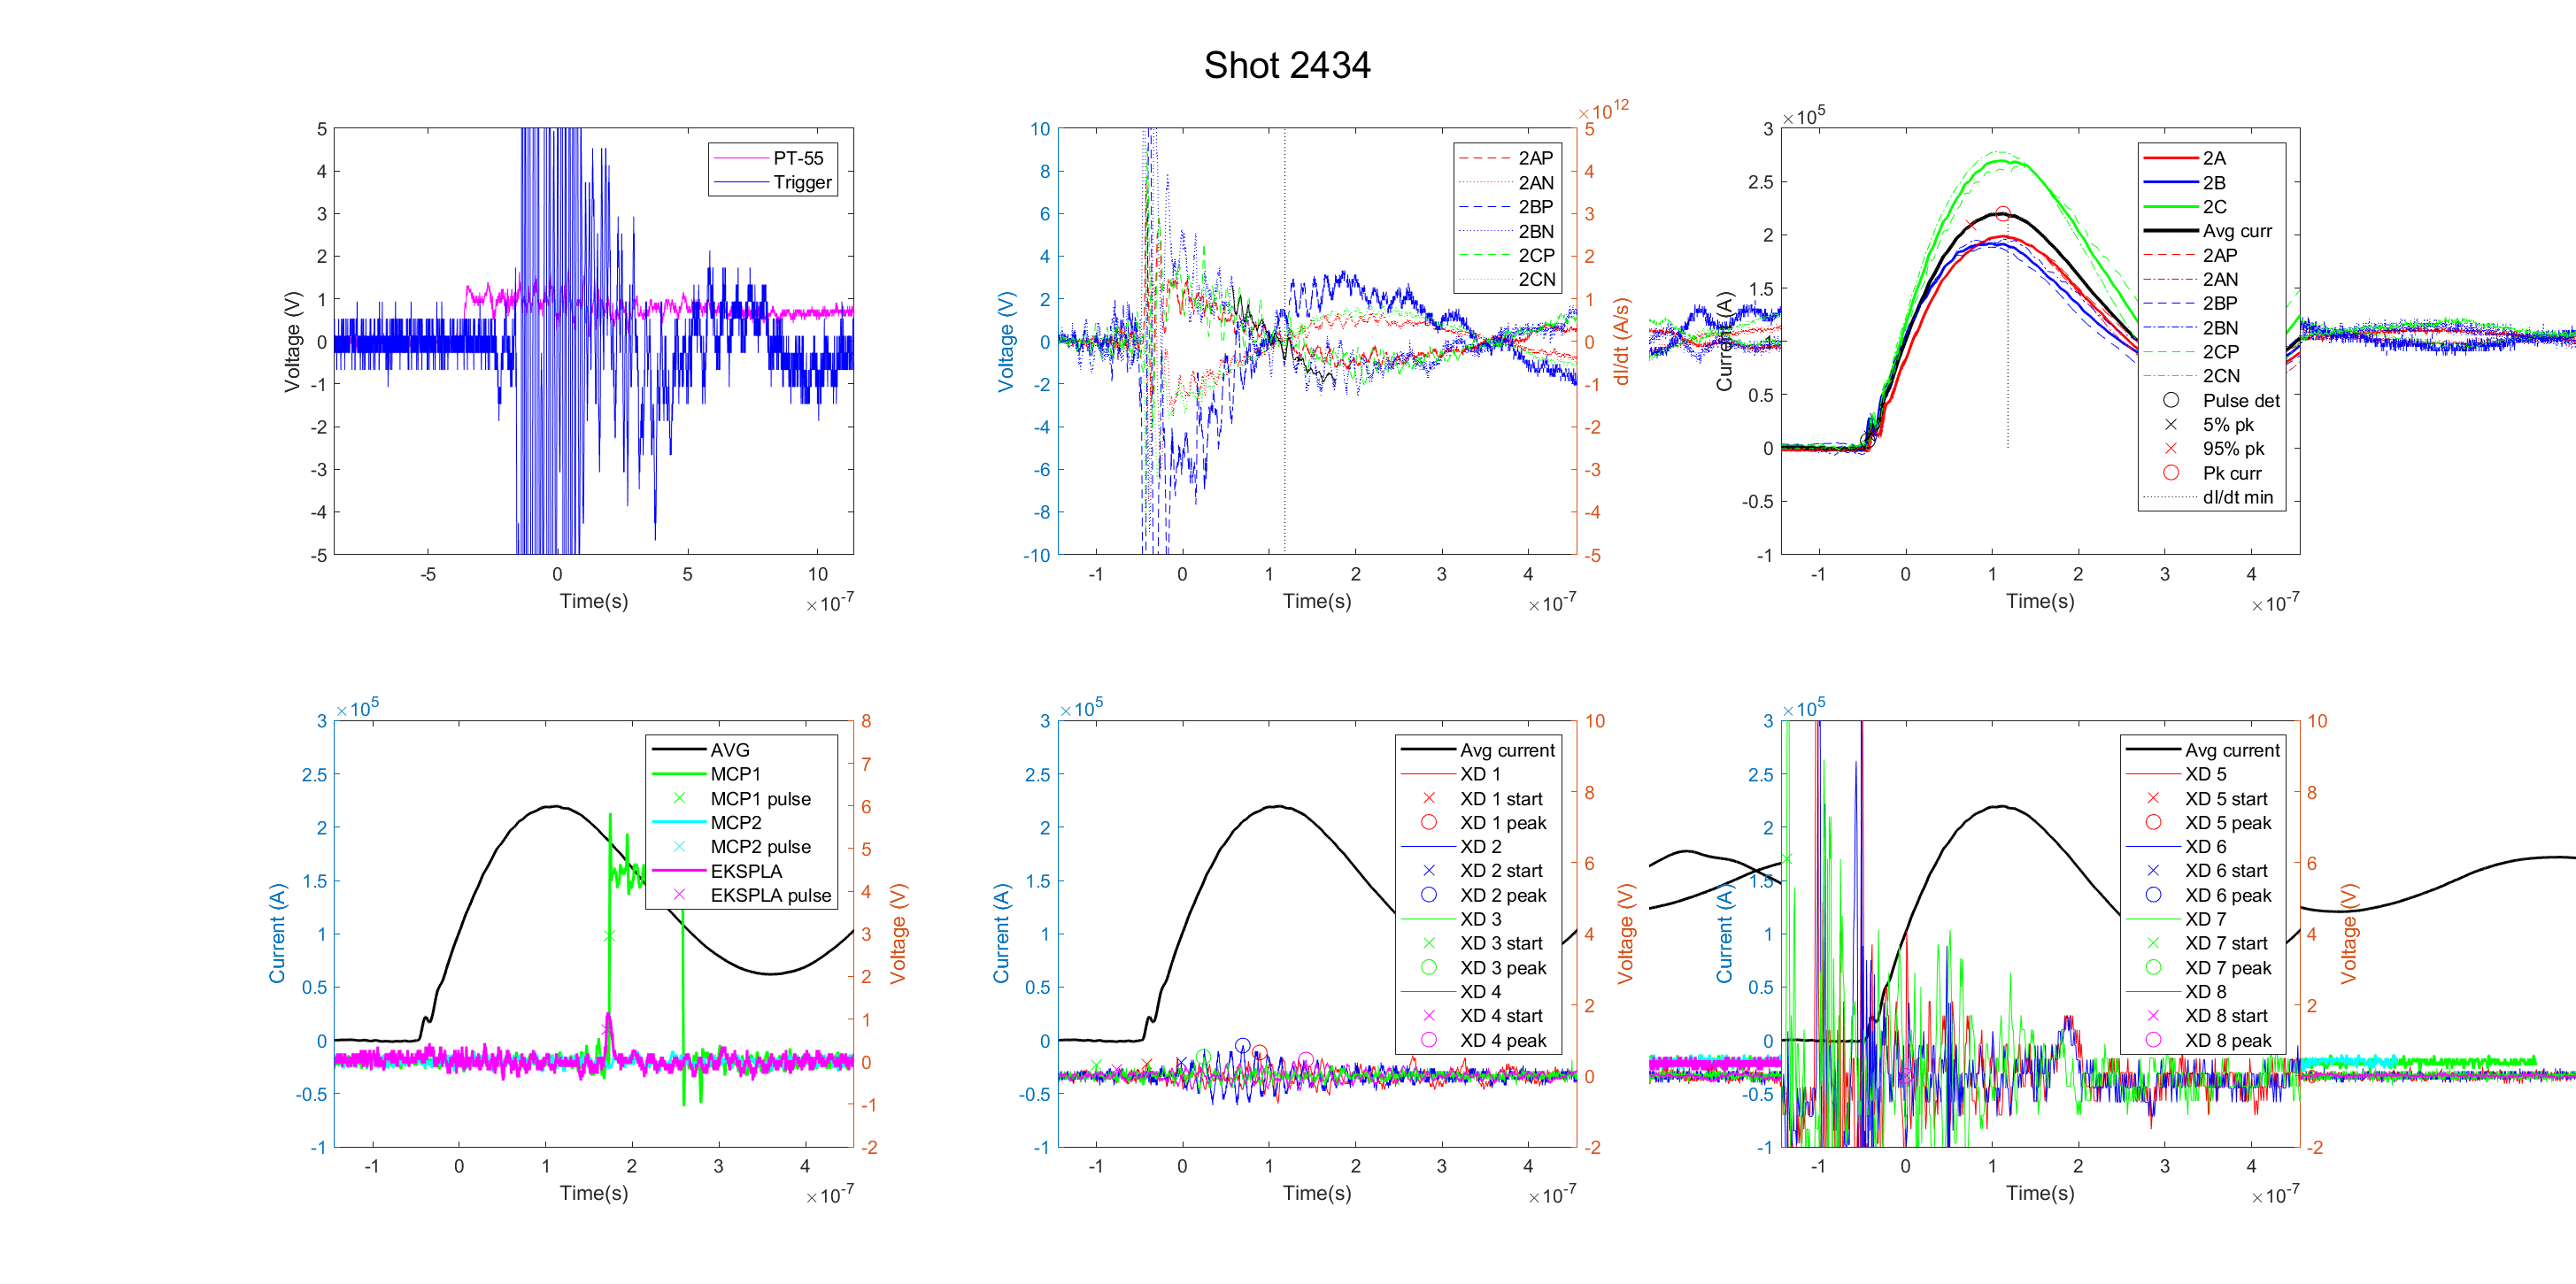 Shot 2434
5
4
3
2
1
0
-1
-2
-3
-4
-5
Voltage (V)
-5 0 5 10
Time(s)
×10-7
PT-55
Trigger
10
8
6
4
2
0
-2
-4
-6
-8
-10
Voltage (V)
×1012
5
4
3
2
1
0
-1
-2
-3
-4
-5
dI/dt (A/s)
-1 0 1 2 3 4
Time(s)
×10-7
2AP
2AN
2BP
2BN
2CP
2CN
×105
3
2.5
2
1.5
1
0.5
0
-0.5
-1
Current (A)
-1 0 1 2 3 4
Time(s)
×10-7
2A
2B
2C
Avg curr
2AP
2AN
2BP
2BN
2CP
2CN
Pulse det
5% pk
95% pk
Pk curr
dI/dt min
×105
3
2.5
2
1.5
1
0.5
0
-0.5
-1
Current (A)
8
7
6
5
4
3
2
1
0
-1
-2
Voltage (V)
-1 0 1 2 3 4
Time(s)
×10-7
AVG
MCP1
MCP1 pulse
MCP2
MCP2 pulse
EKSPLA
EKSPLA pulse
×105
3
2.5
2
1.5
1
0.5
0
-0.5
-1
Current (A)
10
8
6
4
2
0
-2
Voltage (V)
-1 0 1 2 3 4
Time(s)
×10-7
Avg current
XD 1
XD 1 start
XD 1 peak
XD 2
XD 2 start
XD 2 peak
XD 3
XD 3 start
XD 3 peak
XD 4
XD 4 start
XD 4 peak
×105
3
2.5
2
1.5
1
0.5
0
-0.5
-1
Current (A)
10
8
6
4
2
0
-2
Voltage (V)
-1 0 1 2 3 4
Time(s)
×10-7
Avg current
XD 5
XD 5 start
XD 5 peak
XD 6
XD 6 start
XD 6 peak
XD 7
XD 7 start
XD 7 peak
XD 8
XD 8 start
XD 8 peak